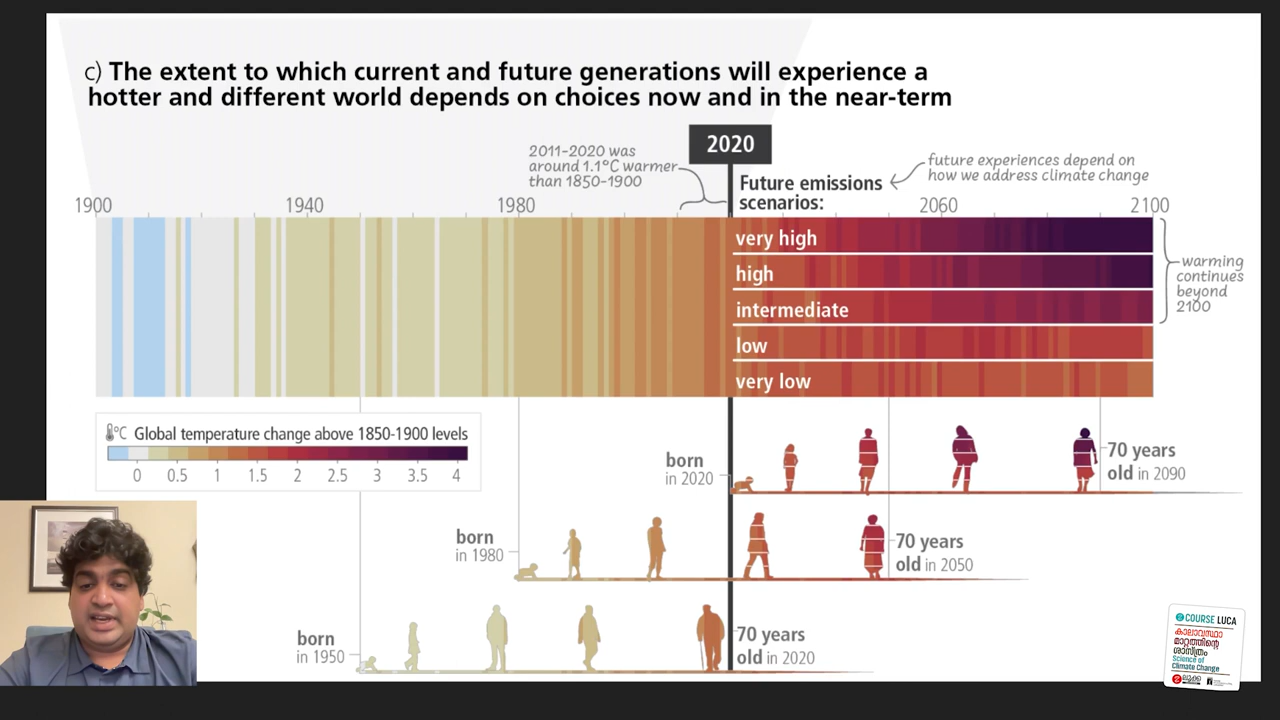 c) The extent to which current and future generations will experience a
hotter and different world depends on choices now and in the near-term
2020
2011-2020 was
around 1.1°C warmer
than 1850-1900
Future emissions
scenarios:
future experiences depend on
how we address climate change
1900
1940
1980
2060
2100
very high
high
intermediate
low
very low
warming
continues
beyond
2100
°C Global temperature change above 1850-1900 levels
0 0.5 1 1.5 2 2.5 3 3.5 4
born
in 2020
70 years
old in 2090
born
in 1980
70 years
old in 2050
born
in 1950
70 years
old in 2020
COURSE LUCA
കാലാവസ്ഥാ
മാറ്റത്തിന്റെ
ശാസ്ത്രം
Science of
Climate Change
ലൂക്ക